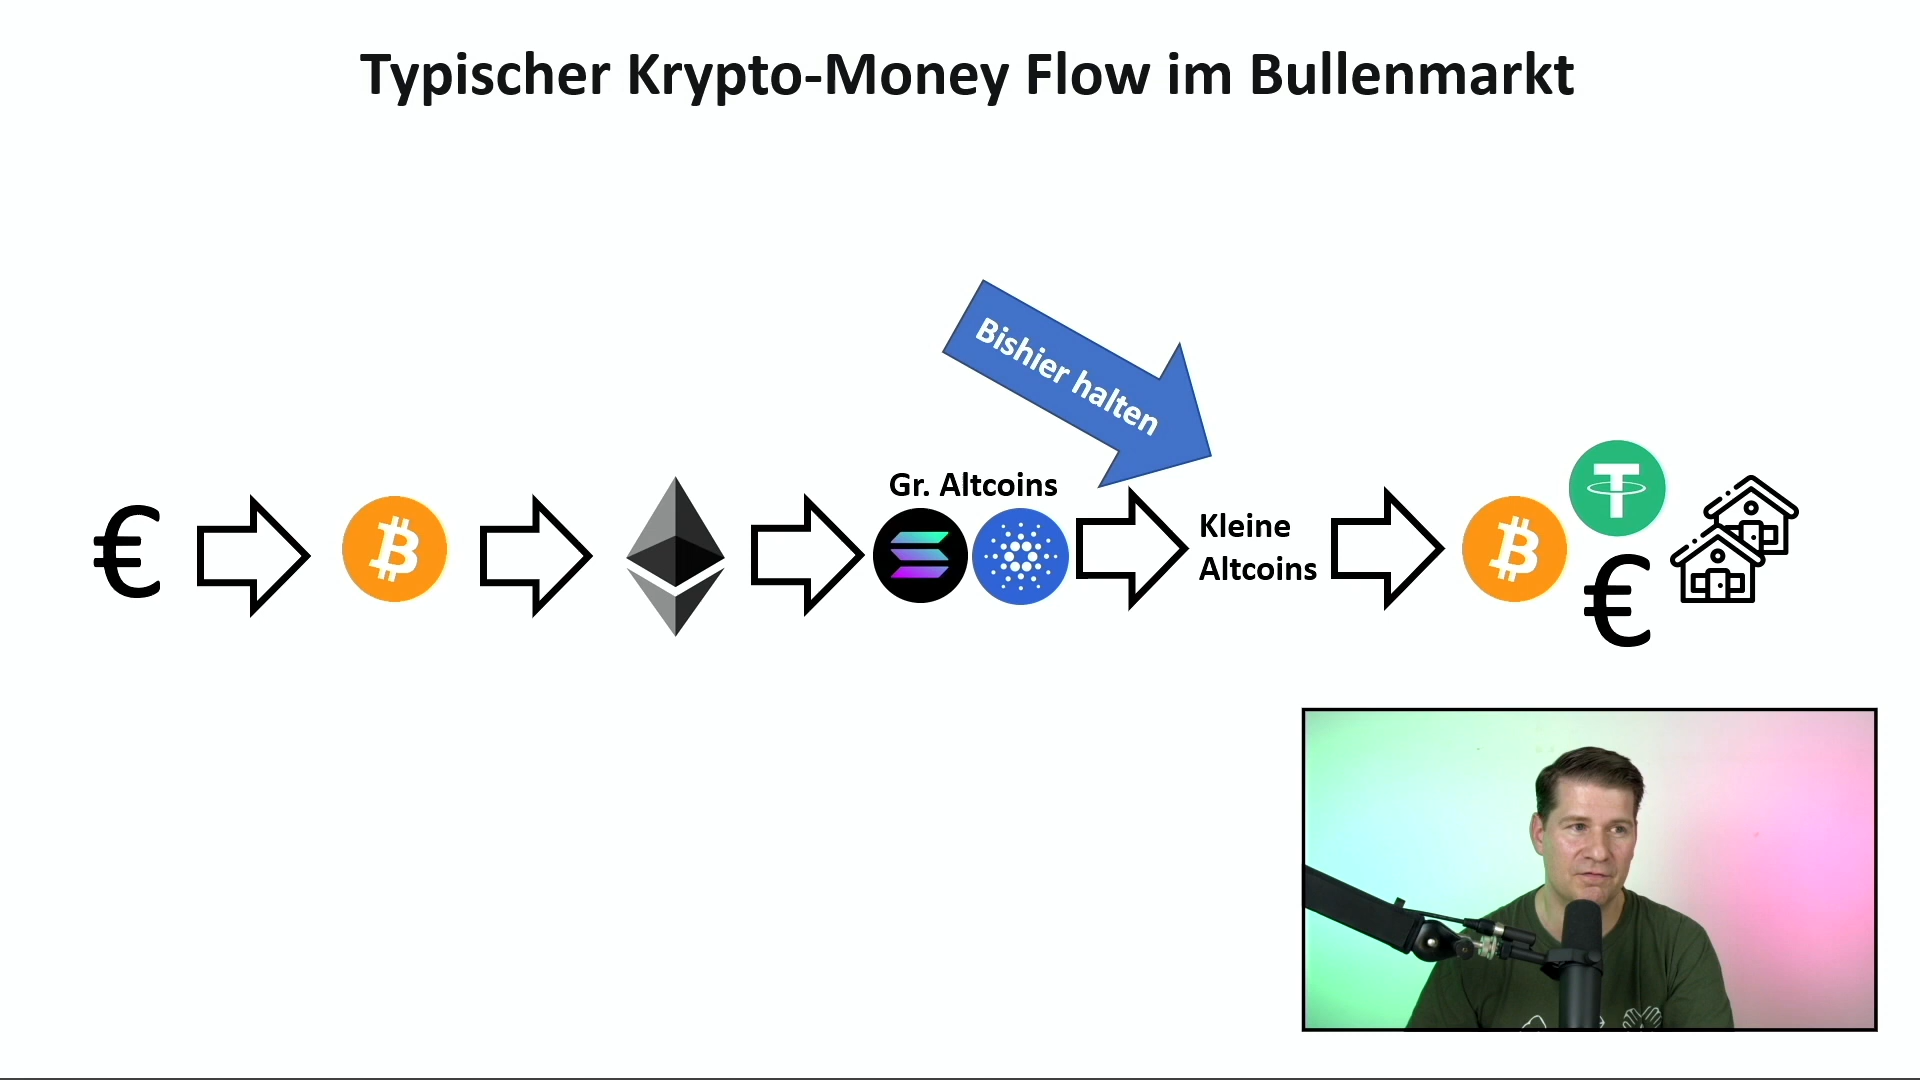 Typischer Krypto-Money Flow im Bullenmarkt
Bishier halten
Gr. Altcoins
€
Kleine
Altcoins
€